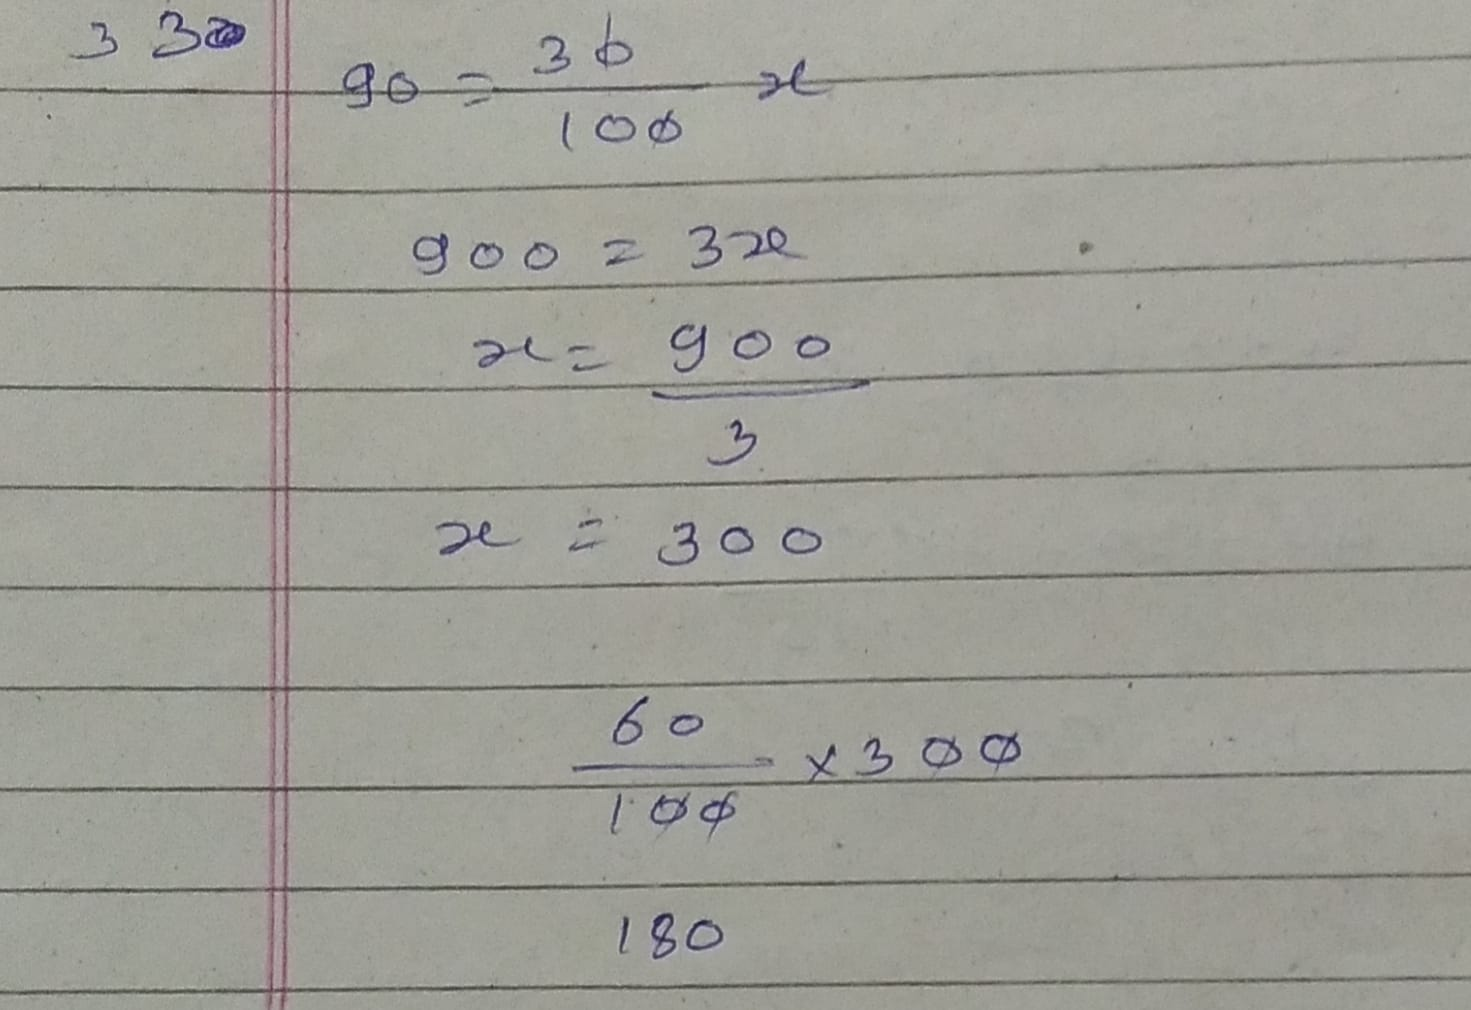 3 30
90 = 30/100 x
900 = 3x
x = 900/3
x = 300
60/100 × 300
180